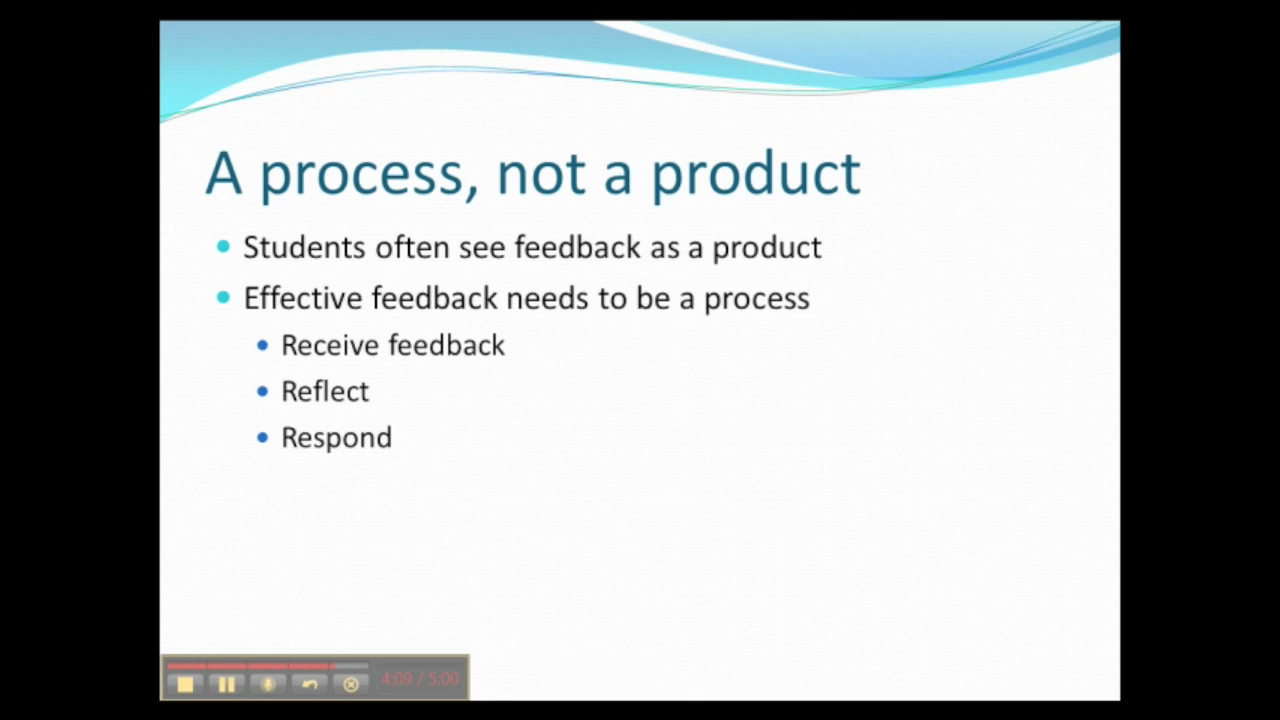 A process, not a product
Students often see feedback as a product
Effective feedback needs to be a process
Receive feedback
Reflect
Respond
4:09 / 5:00